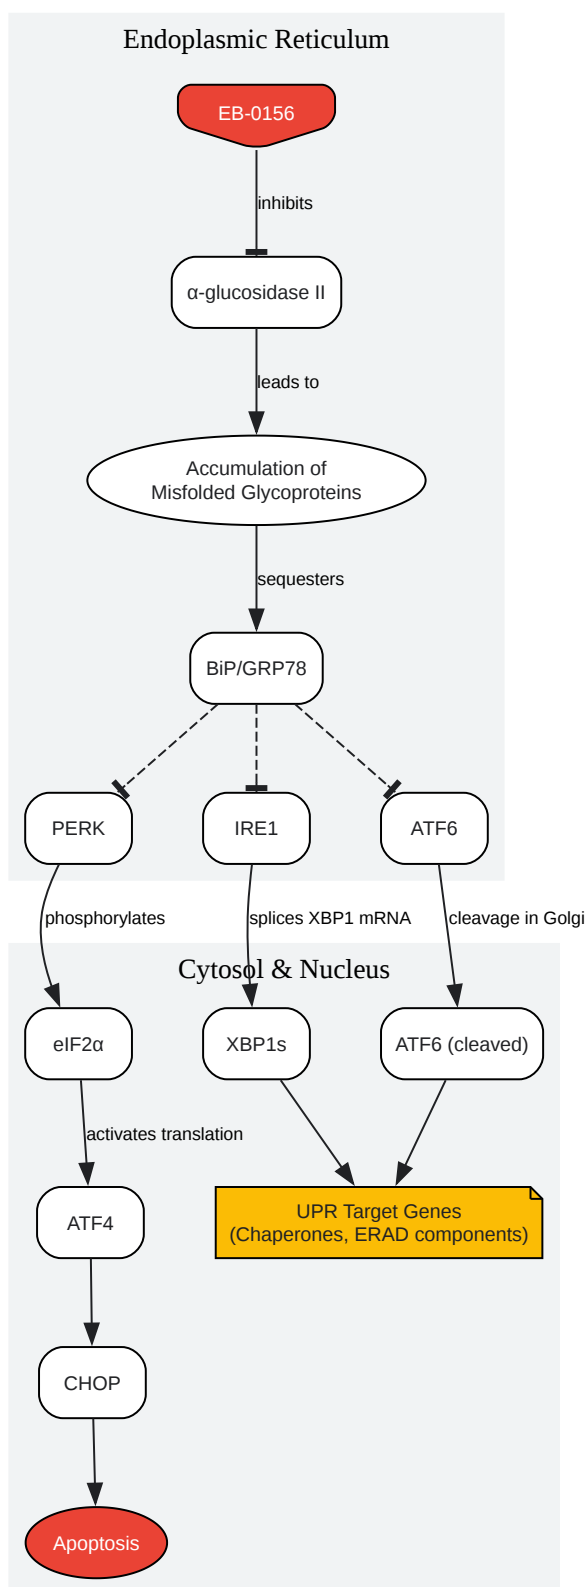 Endoplasmic Reticulum
EB-0156
inhibits
α-glucosidase II
leads to
Accumulation of
Misfolded Glycoproteins
sequesters
BiP/GRP78
PERK
IRE1
ATF6
phosphorylates
splices XBP1 mRNA
cleavage in Golgi
Cytosol & Nucleus
eIF2α
XBP1s
ATF6 (cleaved)
activates translation
ATF4
UPR Target Genes
(Chaperones, ERAD components)
CHOP
Apoptosis